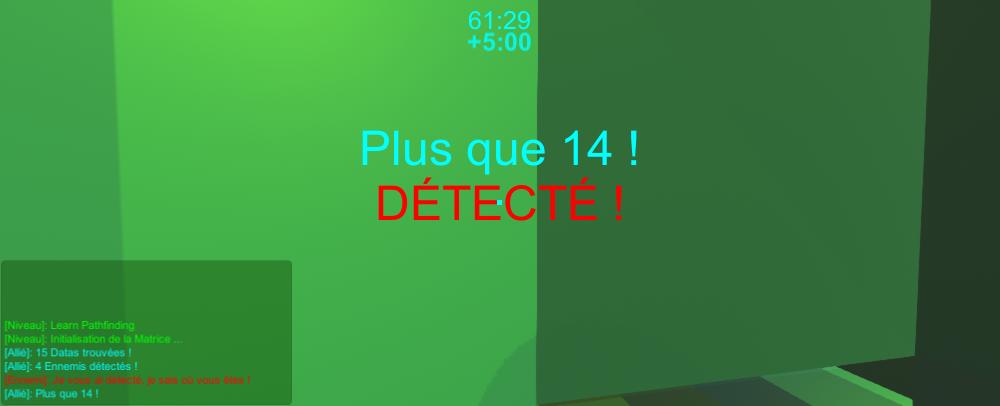 61:29
+5:00
Plus que 14 !
DÉTECTÉ !
[Niveau]: Learn Pathfinding
[Niveau]: Initialisation de la Matrice ...
[Allié]: 15 Datas trouvées !
[Allié]: 4 Ennemis détectés !
[Ennemi]: Je vous ai détecté, je sais où vous êtes !
[Allié]: Plus que 14 !